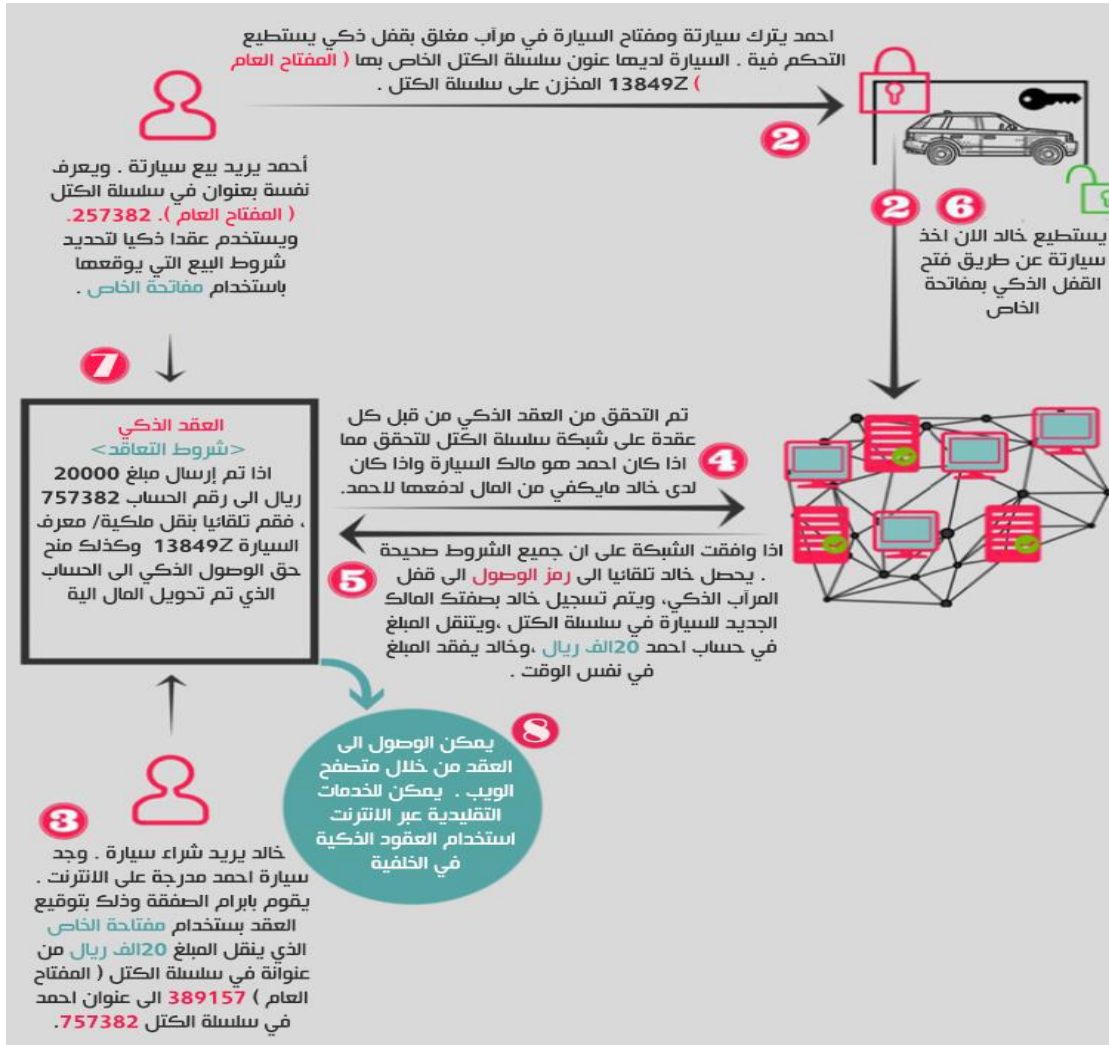 احمد يترك سيارتة ومفتاح السيارة في مرآب مغلق بقفل ذكي يستطيع
التحكم فية . السيارة لديها عنون سلسلة الكتل الخاص بها ( المفتاح العام
) 13849Z المخزن على سلسلة الكتل .
2
أحمد يريد بيع سيارتة . ويعرف
نفسة بعنوان في سلسلة الكتل
( المفتاح العام ). 257382.
ويستخدم عقدا ذكيا لتحديد
شروط البيع التي يوقعها
باستخدام مفاتحة الخاص .
2 6
يستطيع خالد الان اخذ
سيارتة عن طريق فتح
القفل الذكي بمفاتحة
الخاص
7
العقد الذكي
<شروط التعاقد>
اذا تم إرسال مبلغ 20000
ريال الى رقم الحساب 757382
، فقم تلقائيا بنقل ملكية/ معرف
السيارة 13849Z وكذلك منح
حق الوصول الذكي الى الحساب
الذي تم تحويل المال الية
تم التحقق من العقد الذكي من قبل كل
عقدة على شبكة سلسلة الكتل للتحقق مما
اذا كان احمد هو مالك السيارة واذا كان
لدى خالد مايكفي من المال لدفعها لاحمد.
4
اذا وافقت الشبكة على ان جميع الشروط صحيحة
. يحصل خالد تلقانيا الى رمز الوصول الى قفل
المرآب الذكي، ويتم تسجيل خالد بصفتك المالك
الجديد للسيارة في سلسلة الكتل ،ويتنقل المبلغ
في حساب احمد 20الف ريال ،وخالد يفقد المبلغ
في نفس الوقت .
5
8
يمكن الوصول الى
العقد من خلال متصفح
الويب . يمكن للخدمات
التقليدية عبر الانترنت
استخدام العقود الذكية
في الخلفية
3
خالد يريد شراء سيارة . وجد
سيارة احمد مدرجة على الانترنت .
يقوم بابرام الصفقة وذلك بتوقيع
العقد بستخدام مفتاحة الخاص
الذي ينقل المبلغ 20الف ريال من
عنوانة في سلسلة الكتل ( المفتاح
العام ) 389157 الى عنوان احمد
في سلسلة الكتل 757382.